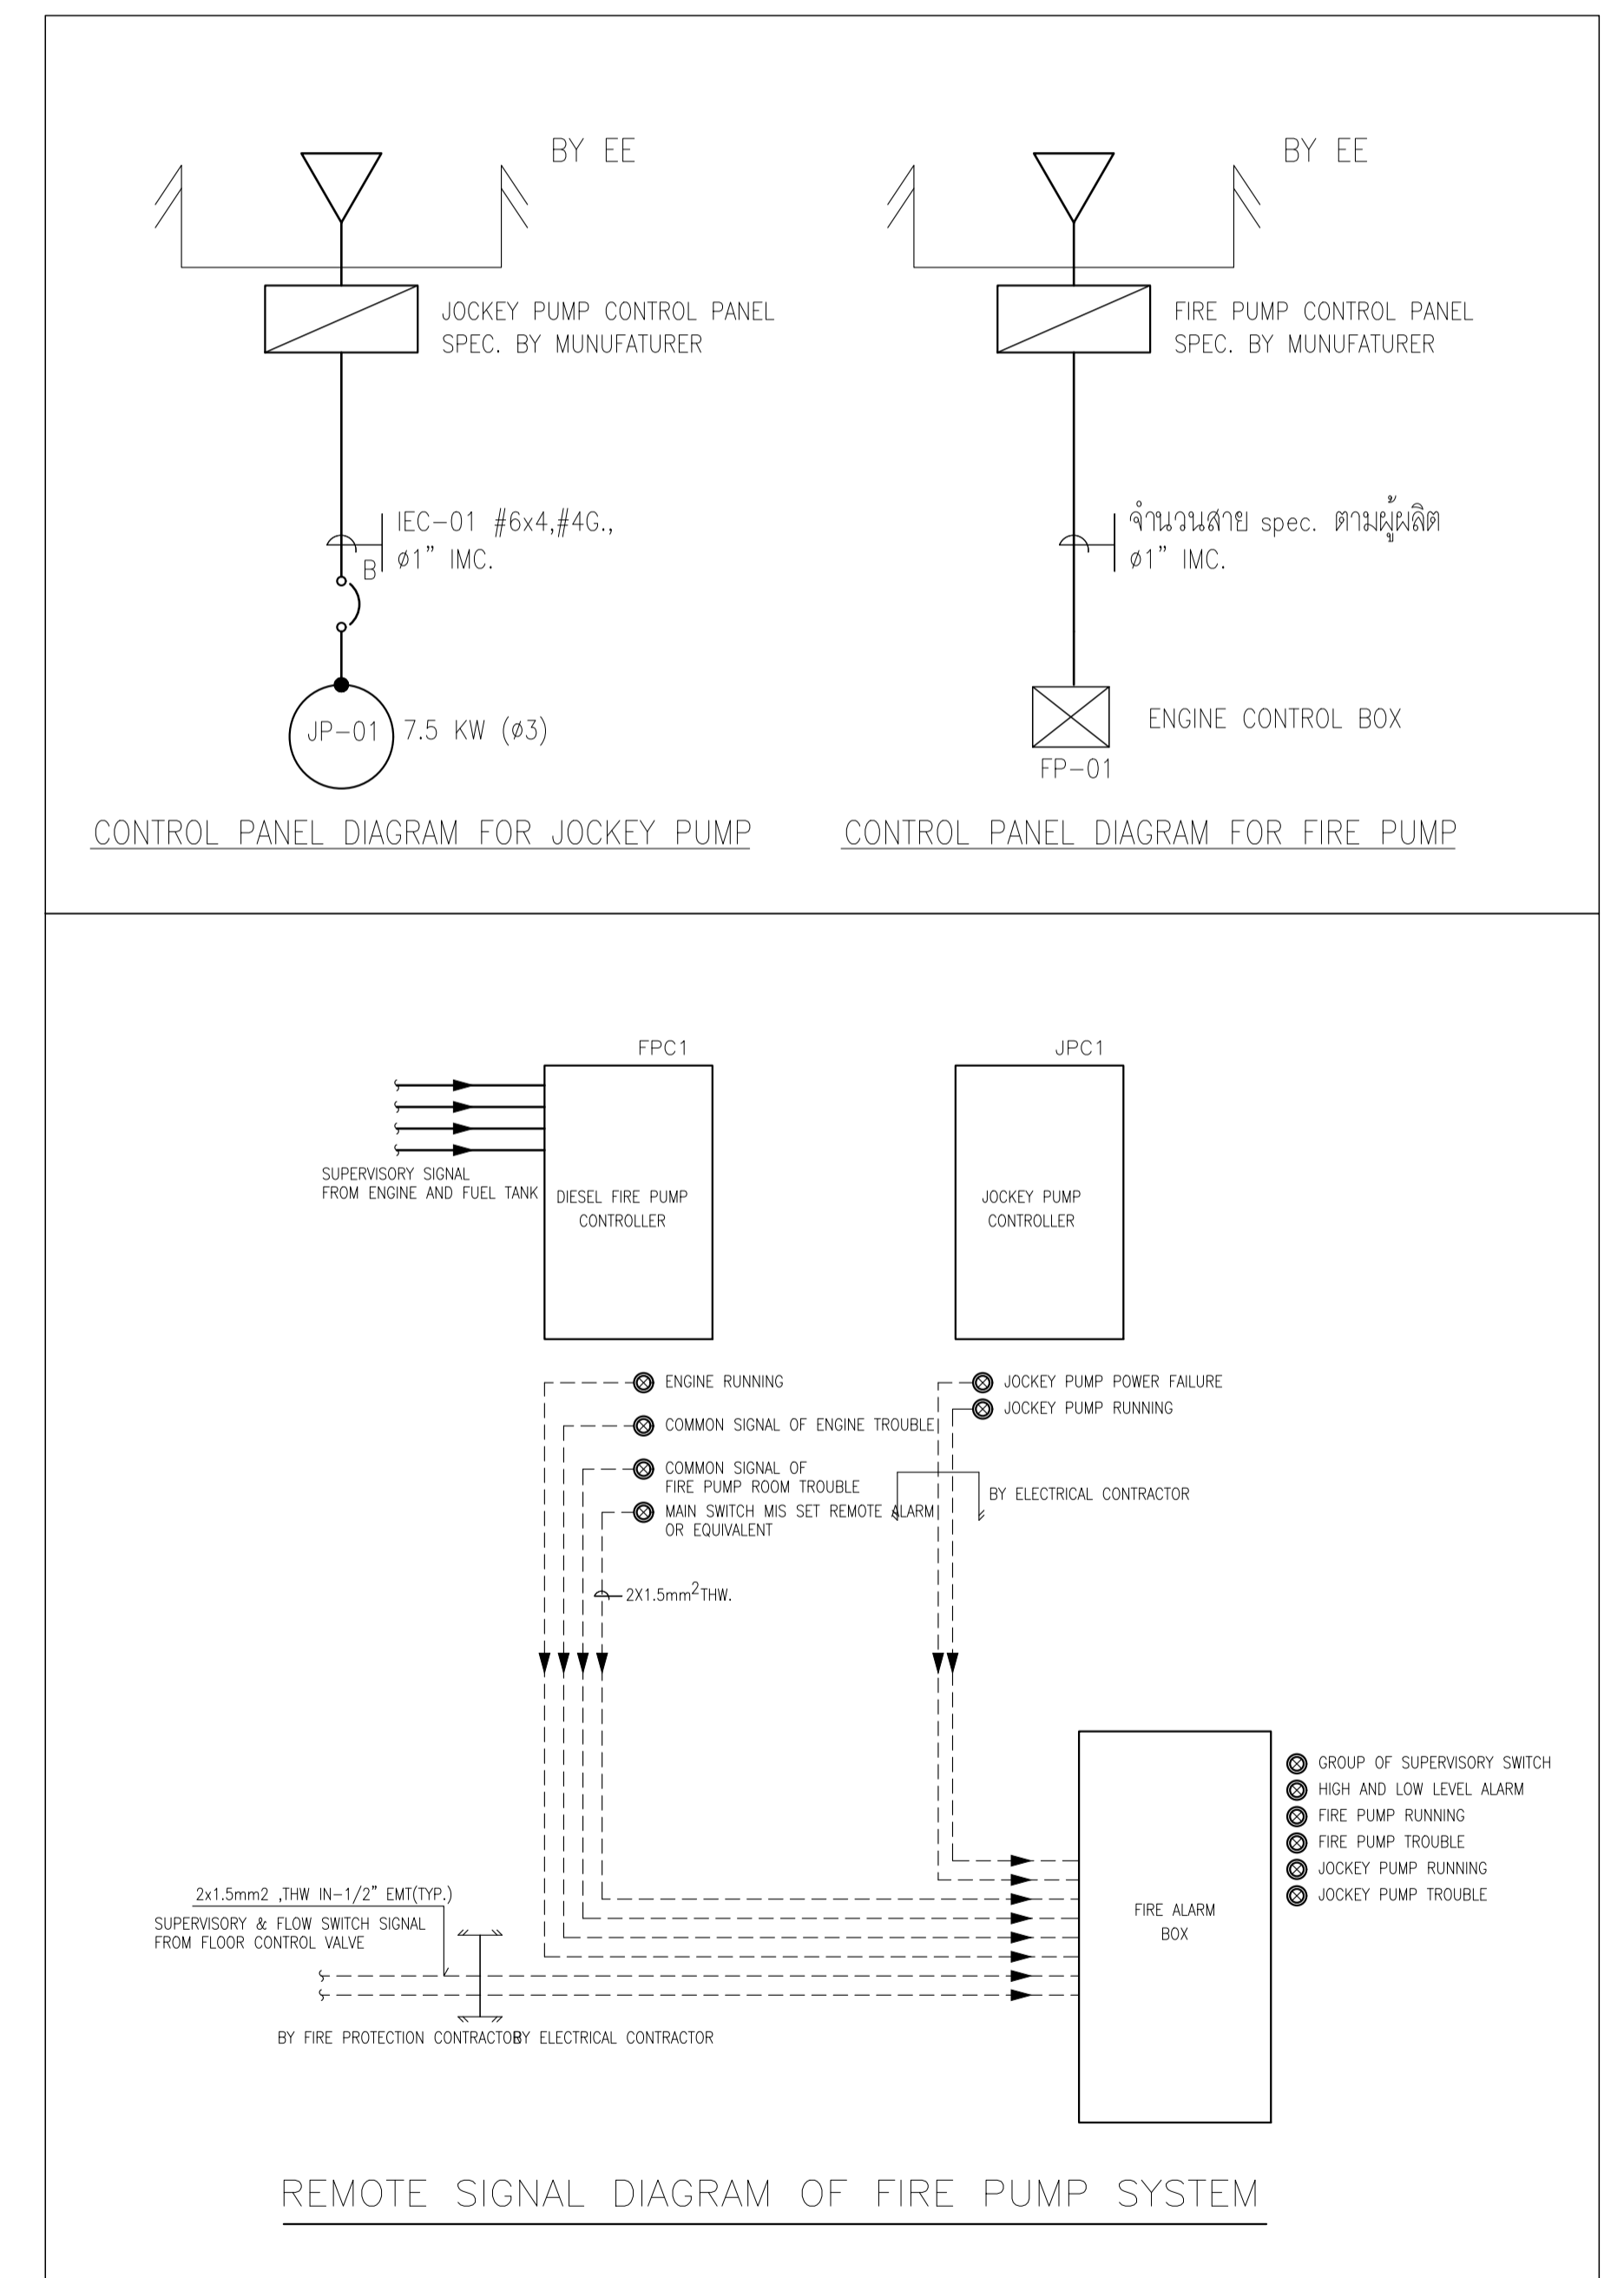 BY EE
JOCKEY PUMP CONTROL PANEL
SPEC. BY MUNUFATURER
IEC-01 #6x4,#4G.,
ø1" IMC.
B
JP-01
7.5 KW (ø3)
CONTROL PANEL DIAGRAM FOR JOCKEY PUMP
BY EE
FIRE PUMP CONTROL PANEL
SPEC. BY MUNUFATURER
จำนวนสาย spec. ตามผู้ผลิต
ø1" IMC.
ENGINE CONTROL BOX
FP-01
CONTROL PANEL DIAGRAM FOR FIRE PUMP
FPC1
SUPERVISORY SIGNAL
FROM ENGINE AND FUEL TANK
DIESEL FIRE PUMP
CONTROLLER
JPC1
JOCKEY PUMP
CONTROLLER
ENGINE RUNNING
COMMON SIGNAL OF ENGINE TROUBLE
COMMON SIGNAL OF
FIRE PUMP ROOM TROUBLE
MAIN SWITCH MIS SET REMOTE ALARM
OR EQUIVALENT
2X1.5mm²THW.
JOCKEY PUMP POWER FAILURE
JOCKEY PUMP RUNNING
BY ELECTRICAL CONTRACTOR
FIRE ALARM
BOX
GROUP OF SUPERVISORY SWITCH
HIGH AND LOW LEVEL ALARM
FIRE PUMP RUNNING
FIRE PUMP TROUBLE
JOCKEY PUMP RUNNING
JOCKEY PUMP TROUBLE
2x1.5mm2 ,THW IN-1/2" EMT(TYP.)
SUPERVISORY & FLOW SWITCH SIGNAL
FROM FLOOR CONTROL VALVE
BY FIRE PROTECTION CONTRACTOR
BY ELECTRICAL CONTRACTOR
REMOTE SIGNAL DIAGRAM OF FIRE PUMP SYSTEM